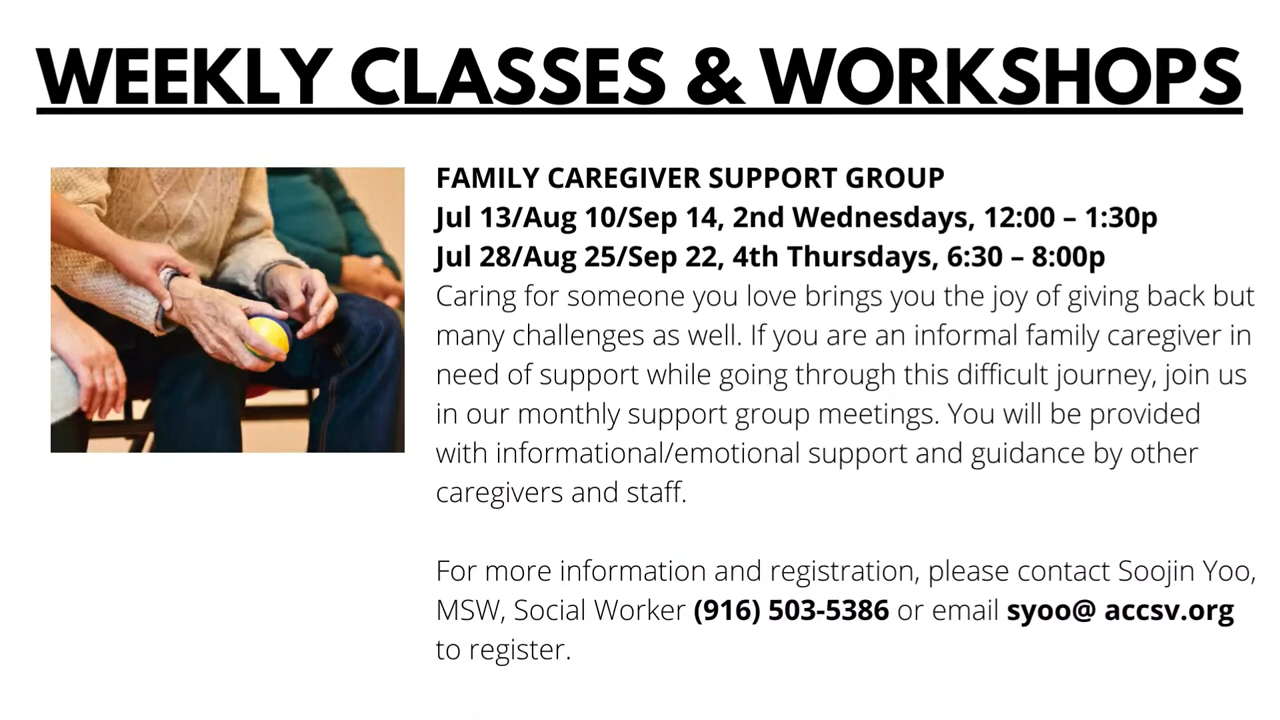 WEEKLY CLASSES & WORKSHOPS
FAMILY CAREGIVER SUPPORT GROUP
Jul 13/Aug 10/Sep 14, 2nd Wednesdays, 12:00 – 1:30p
Jul 28/Aug 25/Sep 22, 4th Thursdays, 6:30 – 8:00p
Caring for someone you love brings you the joy of giving back but
many challenges as well. If you are an informal family caregiver in
need of support while going through this difficult journey, join us
in our monthly support group meetings. You will be provided
with informational/emotional support and guidance by other
caregivers and staff.
For more information and registration, please contact Soojin Yoo,
MSW, Social Worker (916) 503-5386 or email syoo@ accsv.org
to register.